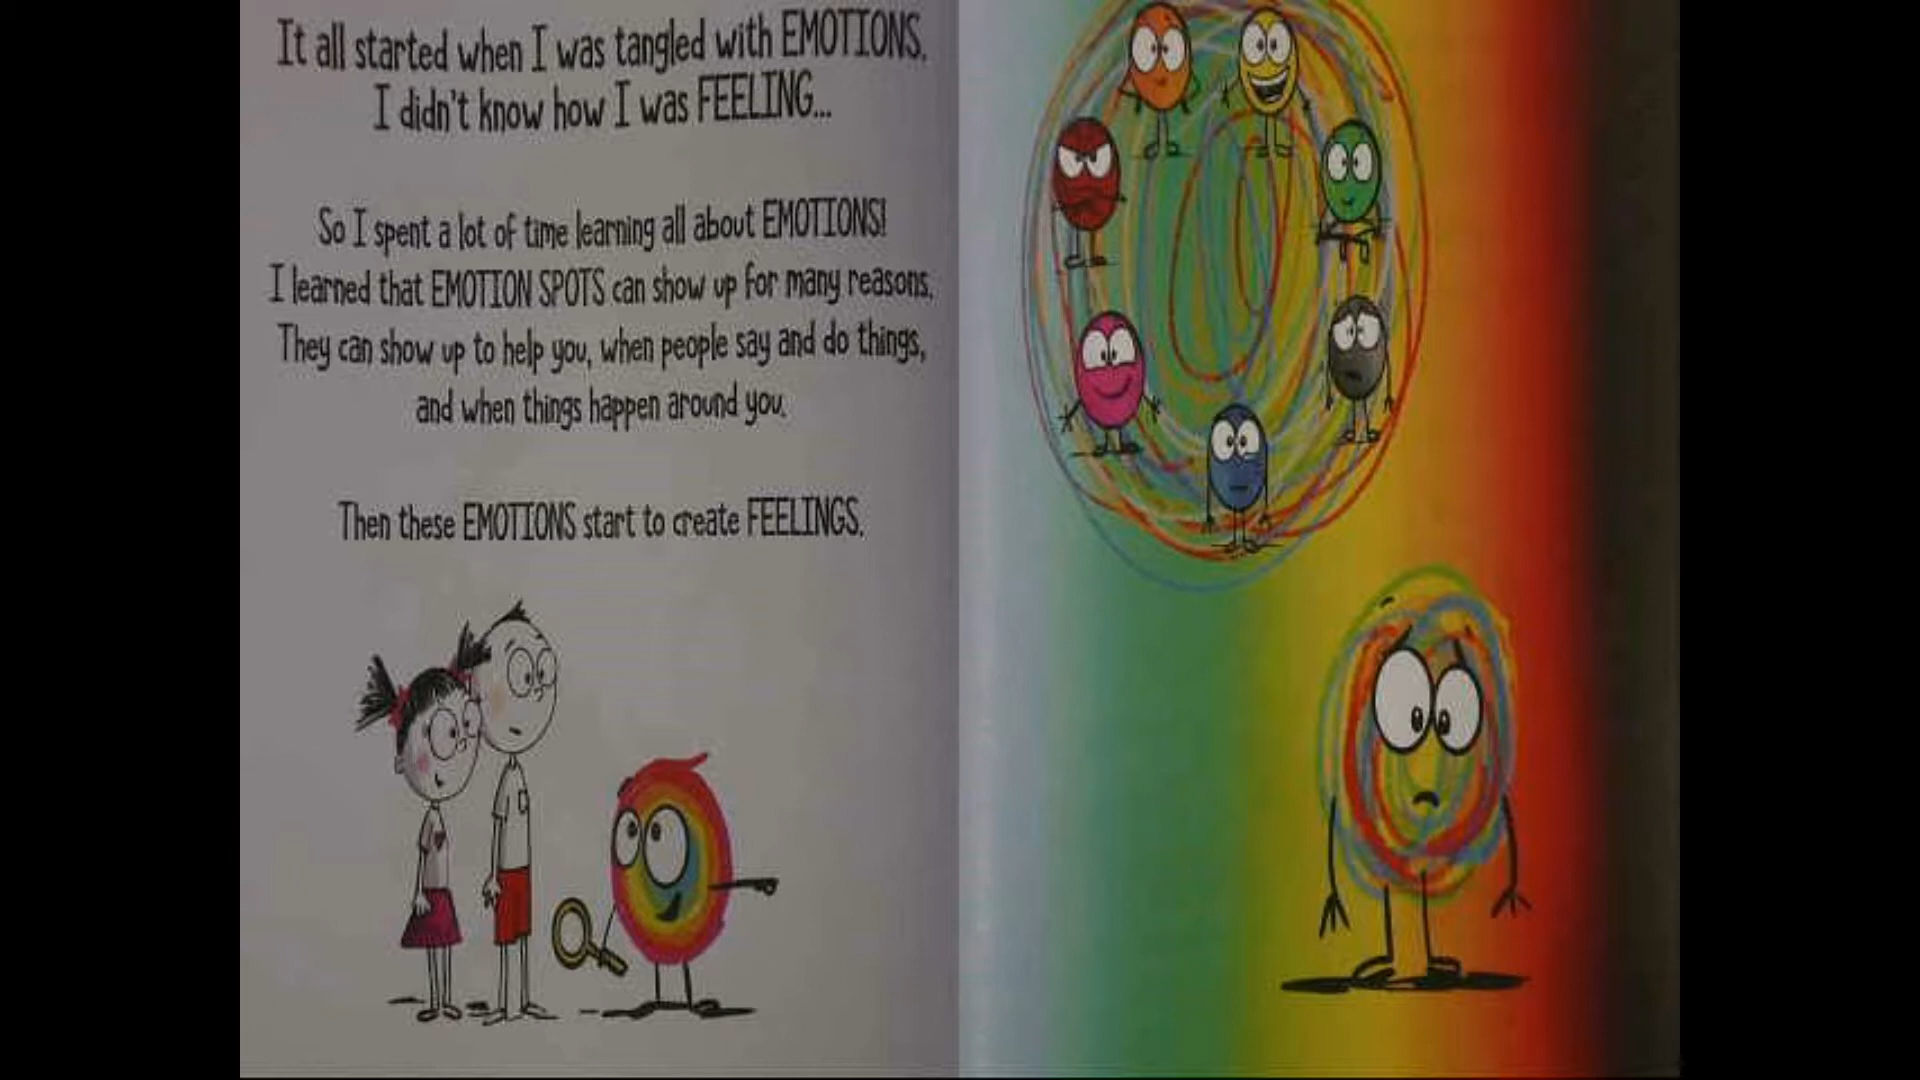 It all started when I was tangled with EMOTIONS.
I didn't know how I was FEELING...
So I spent a lot of time learning all about EMOTIONS!
I learned that EMOTION SPOTS can show up for many reasons.
They can show up to help you, when people say and do things,
and when things happen around you.
Then these EMOTIONS start to create FEELINGS.